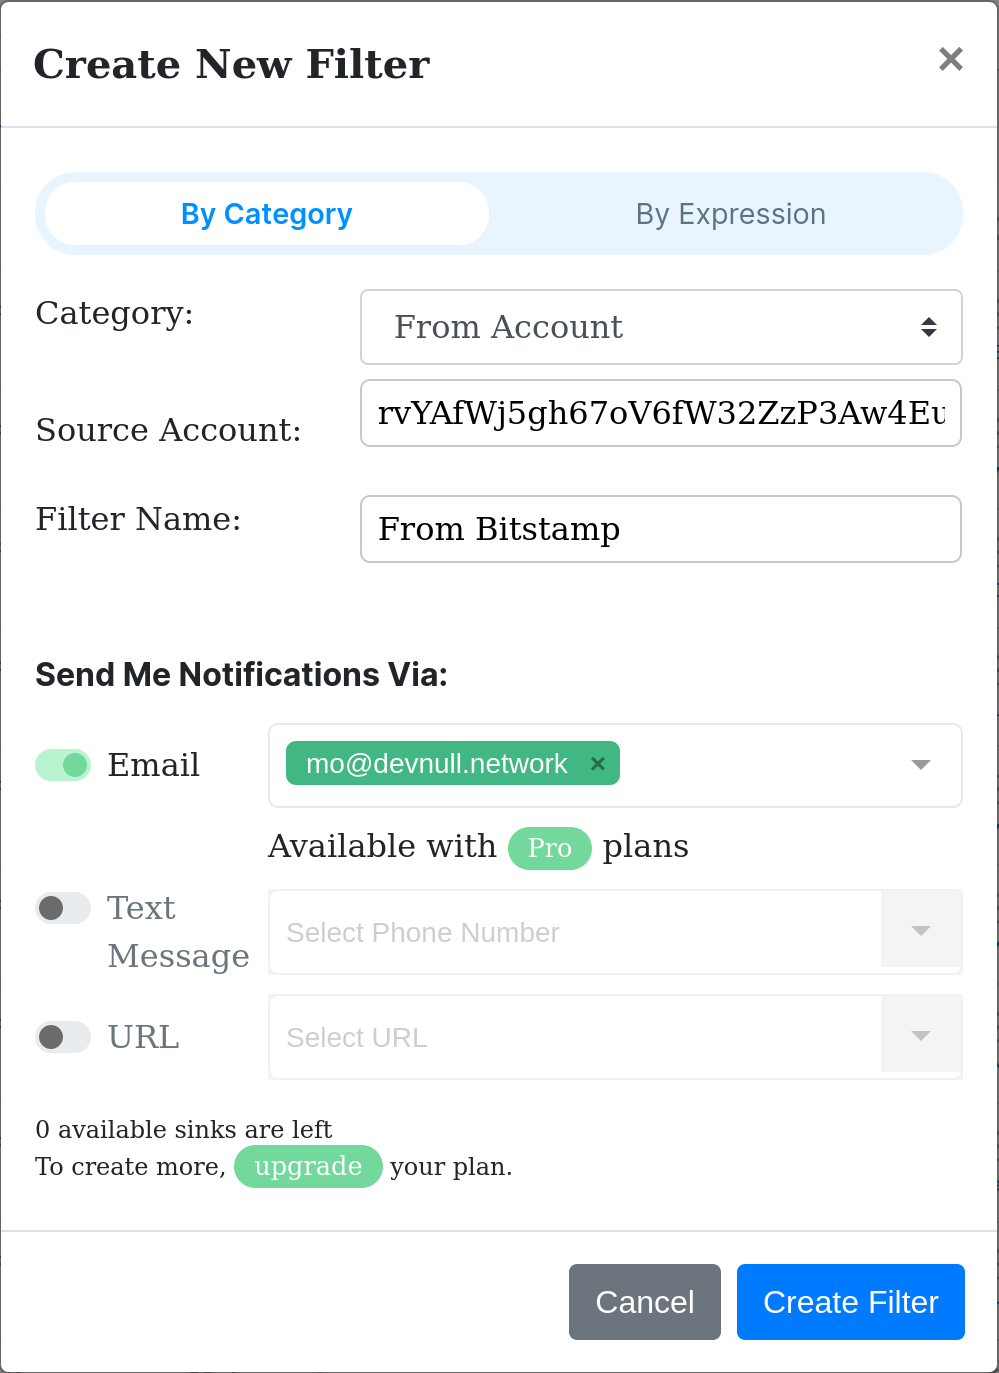 Create New Filter ×
By Category By Expression
Category: From Account
Source Account: rvYAfWj5gh67oV6fW32ZzP3Aw4Eu
Filter Name: From Bitstamp
Send Me Notifications Via:
Email mo@devnull.network ×
Available with Pro plans
Text Message Select Phone Number
URL Select URL
0 available sinks are left
To create more, upgrade your plan.
Cancel Create Filter